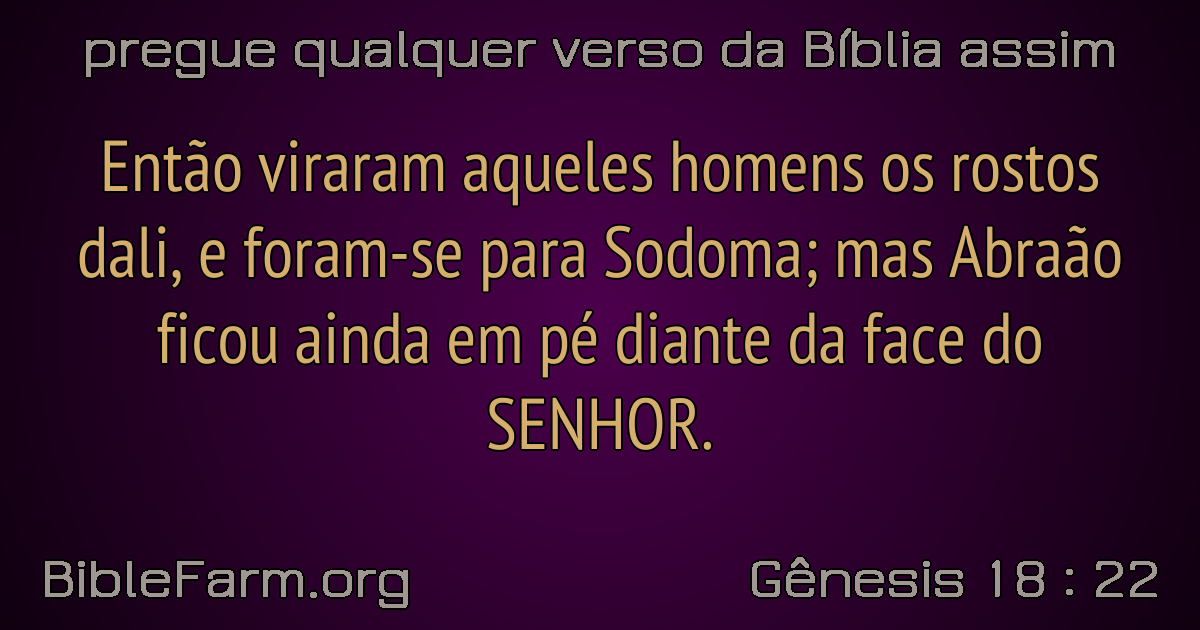 pregue qualquer verso da Bíblia assim
Então viraram aqueles homens os rostos
dali, e foram-se para Sodoma; mas Abraão
ficou ainda em pé diante da face do
SENHOR.
BibleFarm.org
Gênesis 18 : 22